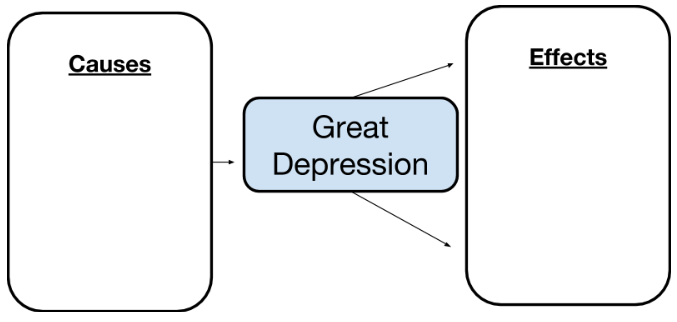 Causes
Great
Depression
Effects